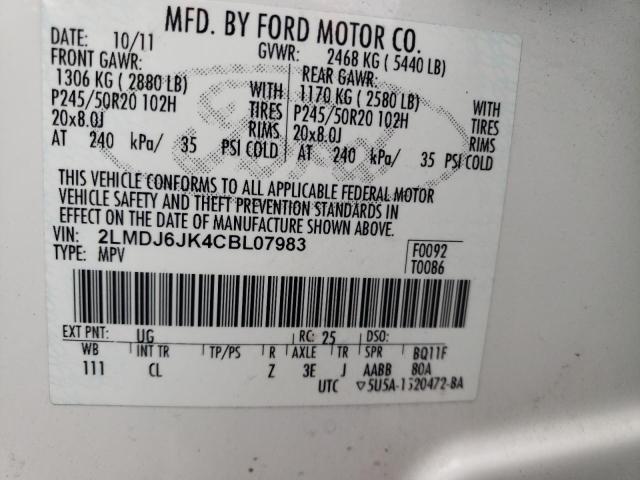 MFD. BY FORD MOTOR CO.
DATE: 10/11 GVWR: 2468 KG ( 5440 LB)
FRONT GAWR: REAR GAWR:
1306 KG ( 2880 LB) WITH 1170 KG ( 2580 LB) WITH
P245/50R20 102H TIRES P245/50R20 102H TIRES
20x8.0J RIMS 20x8.0J RIMS
AT 240 kPa/ 35 PSI COLD AT 240 kPa/ 35 PSI COLD
THIS VEHICLE CONFORMS TO ALL APPLICABLE FEDERAL MOTOR
VEHICLE SAFETY AND THEFT PREVENTION STANDARDS IN
EFFECT ON THE DATE OF MANUFACTURE SHOWN ABOVE.
VIN: 2LMDJ6JK4CBL07983 F0092
TYPE: MPV T0086
EXT PNT: UG RC: 25 DSO:
WB INT TR TP/PS R AXLE TR SPR BQ11F
111 CL Z 3E J AABB 80A
UTC ▽5U5A-1520472-BA